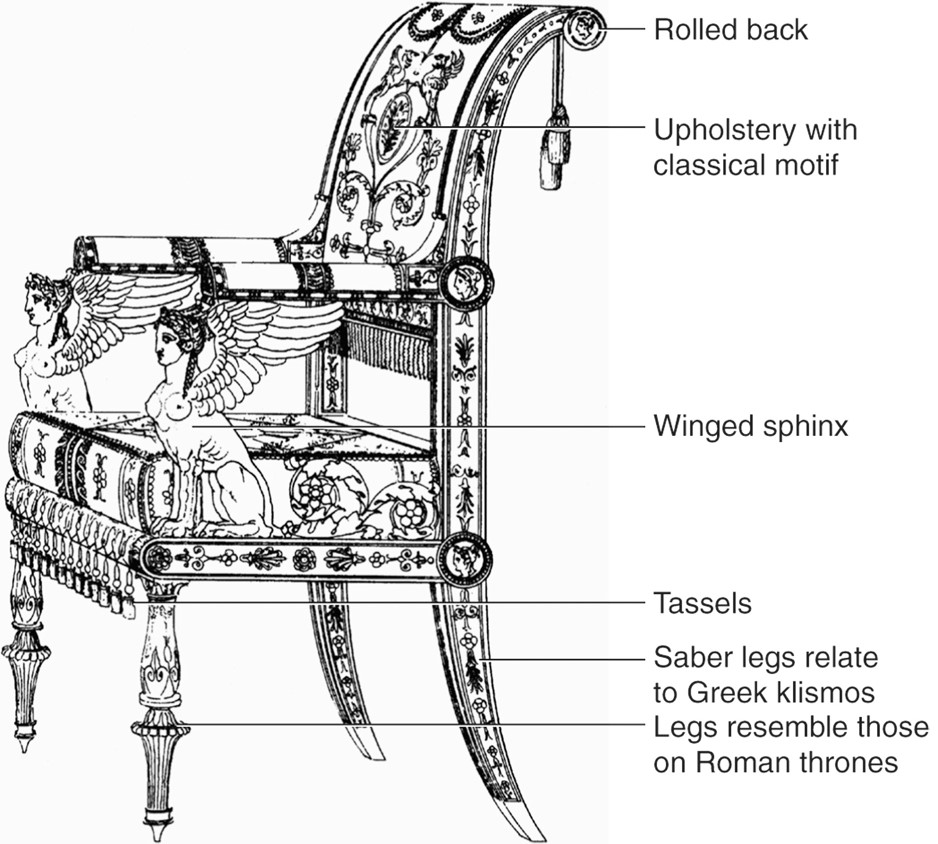 Rolled back
Upholstery with
classical motif
Winged sphinx
Tassels
Saber legs relate
to Greek klismos
Legs resemble those
on Roman thrones